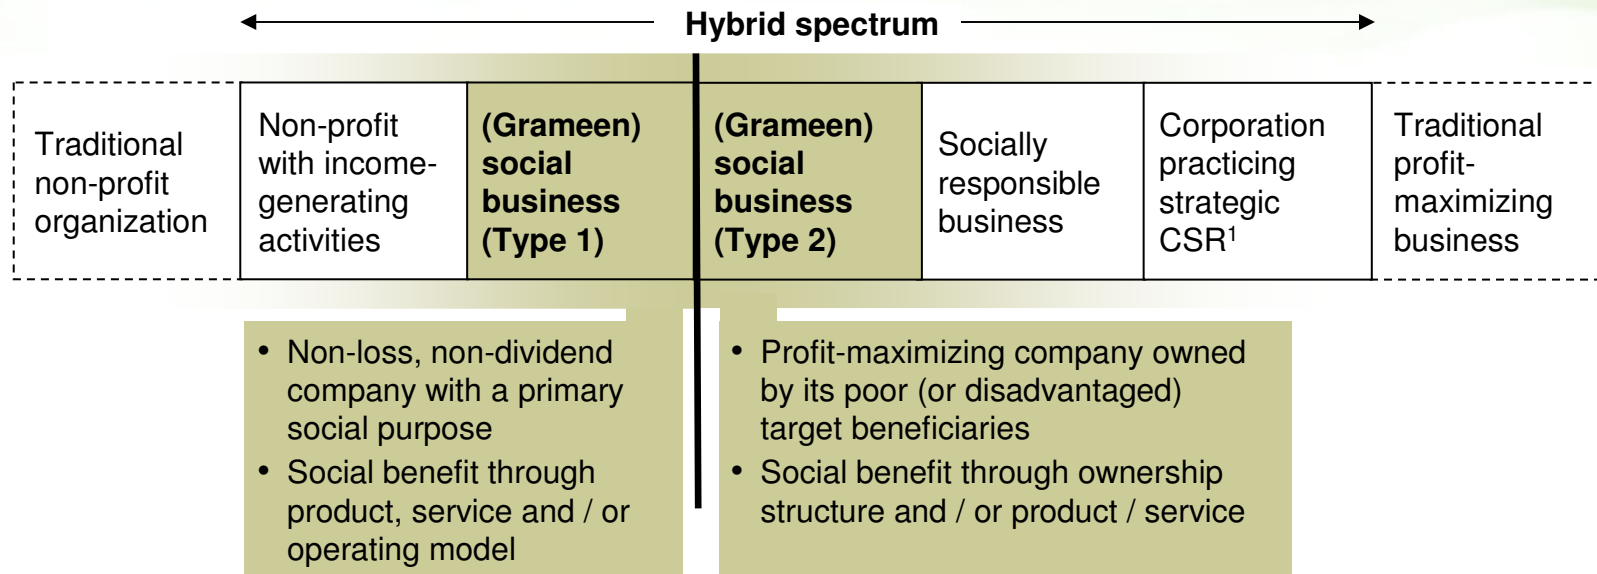 Hybrid spectrum
Traditional
non-profit
organization
Non-profit
with income-
generating
activities
(Grameen)
social
business
(Type 1)
(Grameen)
social
business
(Type 2)
Socially
responsible
business
Corporation
practicing
strategic
CSR¹
Traditional
profit-
maximizing
business
• Non-loss, non-dividend
company with a primary
social purpose
• Social benefit through
product, service and / or
operating model
• Profit-maximizing company owned
by its poor (or disadvantaged)
target beneficiaries
• Social benefit through ownership
structure and / or product / service